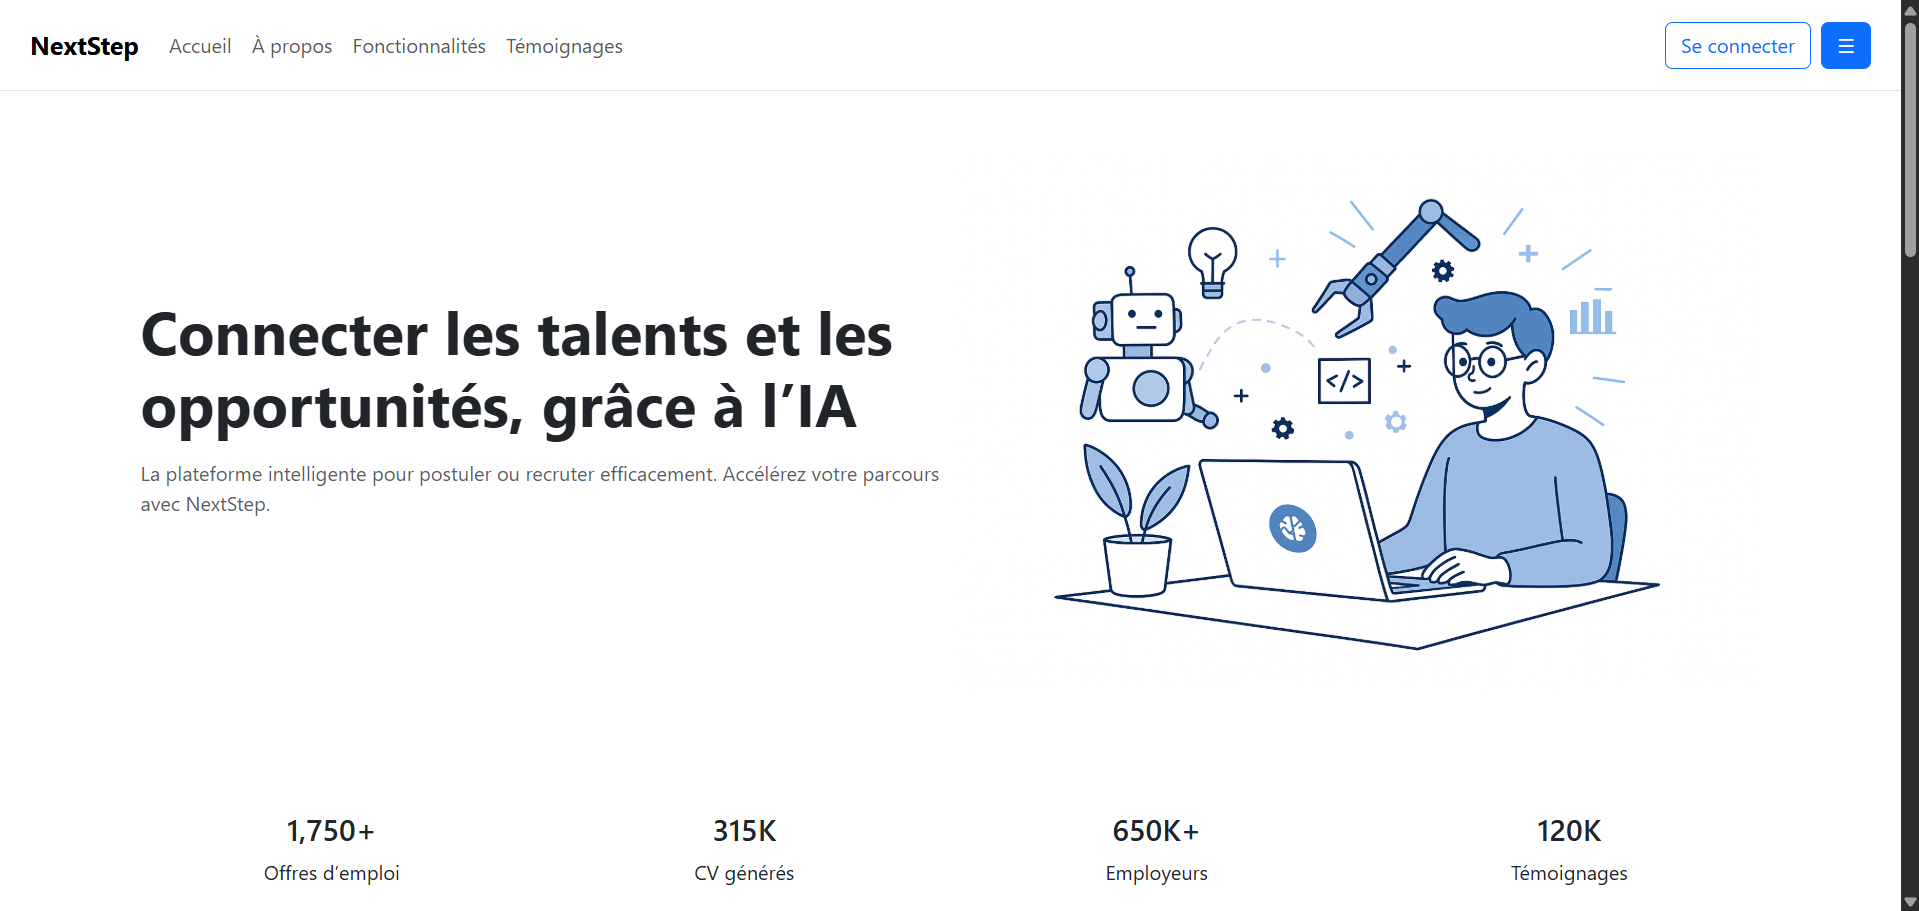 NextStep Accueil À propos Fonctionnalités Témoignages Se connecter ☰
Connecter les talents et les
opportunités, grâce à l’IA
La plateforme intelligente pour postuler ou recruter efficacement. Accélérez votre parcours
avec NextStep.
</>
1,750+ 315K 650K+ 120K
Offres d’emploi CV générés Employeurs Témoignages